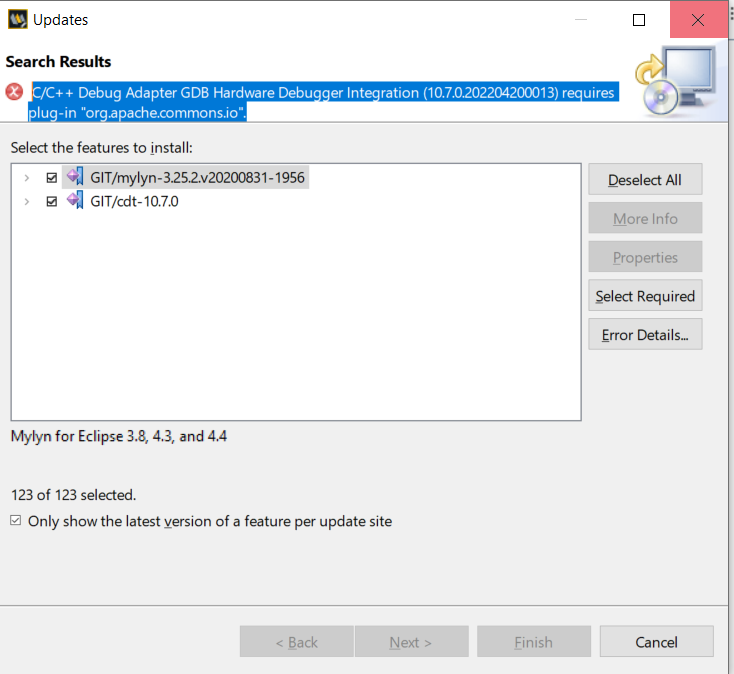 Updates
Search Results
C/C++ Debug Adapter GDB Hardware Debugger Integration (10.7.0.202204200013) requires
plug-in "org.apache.commons.io".
Select the features to install:
GIT/mylyn-3.25.2.v20200831-1956
GIT/cdt-10.7.0
Deselect All
More Info
Properties
Select Required
Error Details...
Mylyn for Eclipse 3.8, 4.3, and 4.4
123 of 123 selected.
Only show the latest version of a feature per update site
< Back
Next >
Finish
Cancel